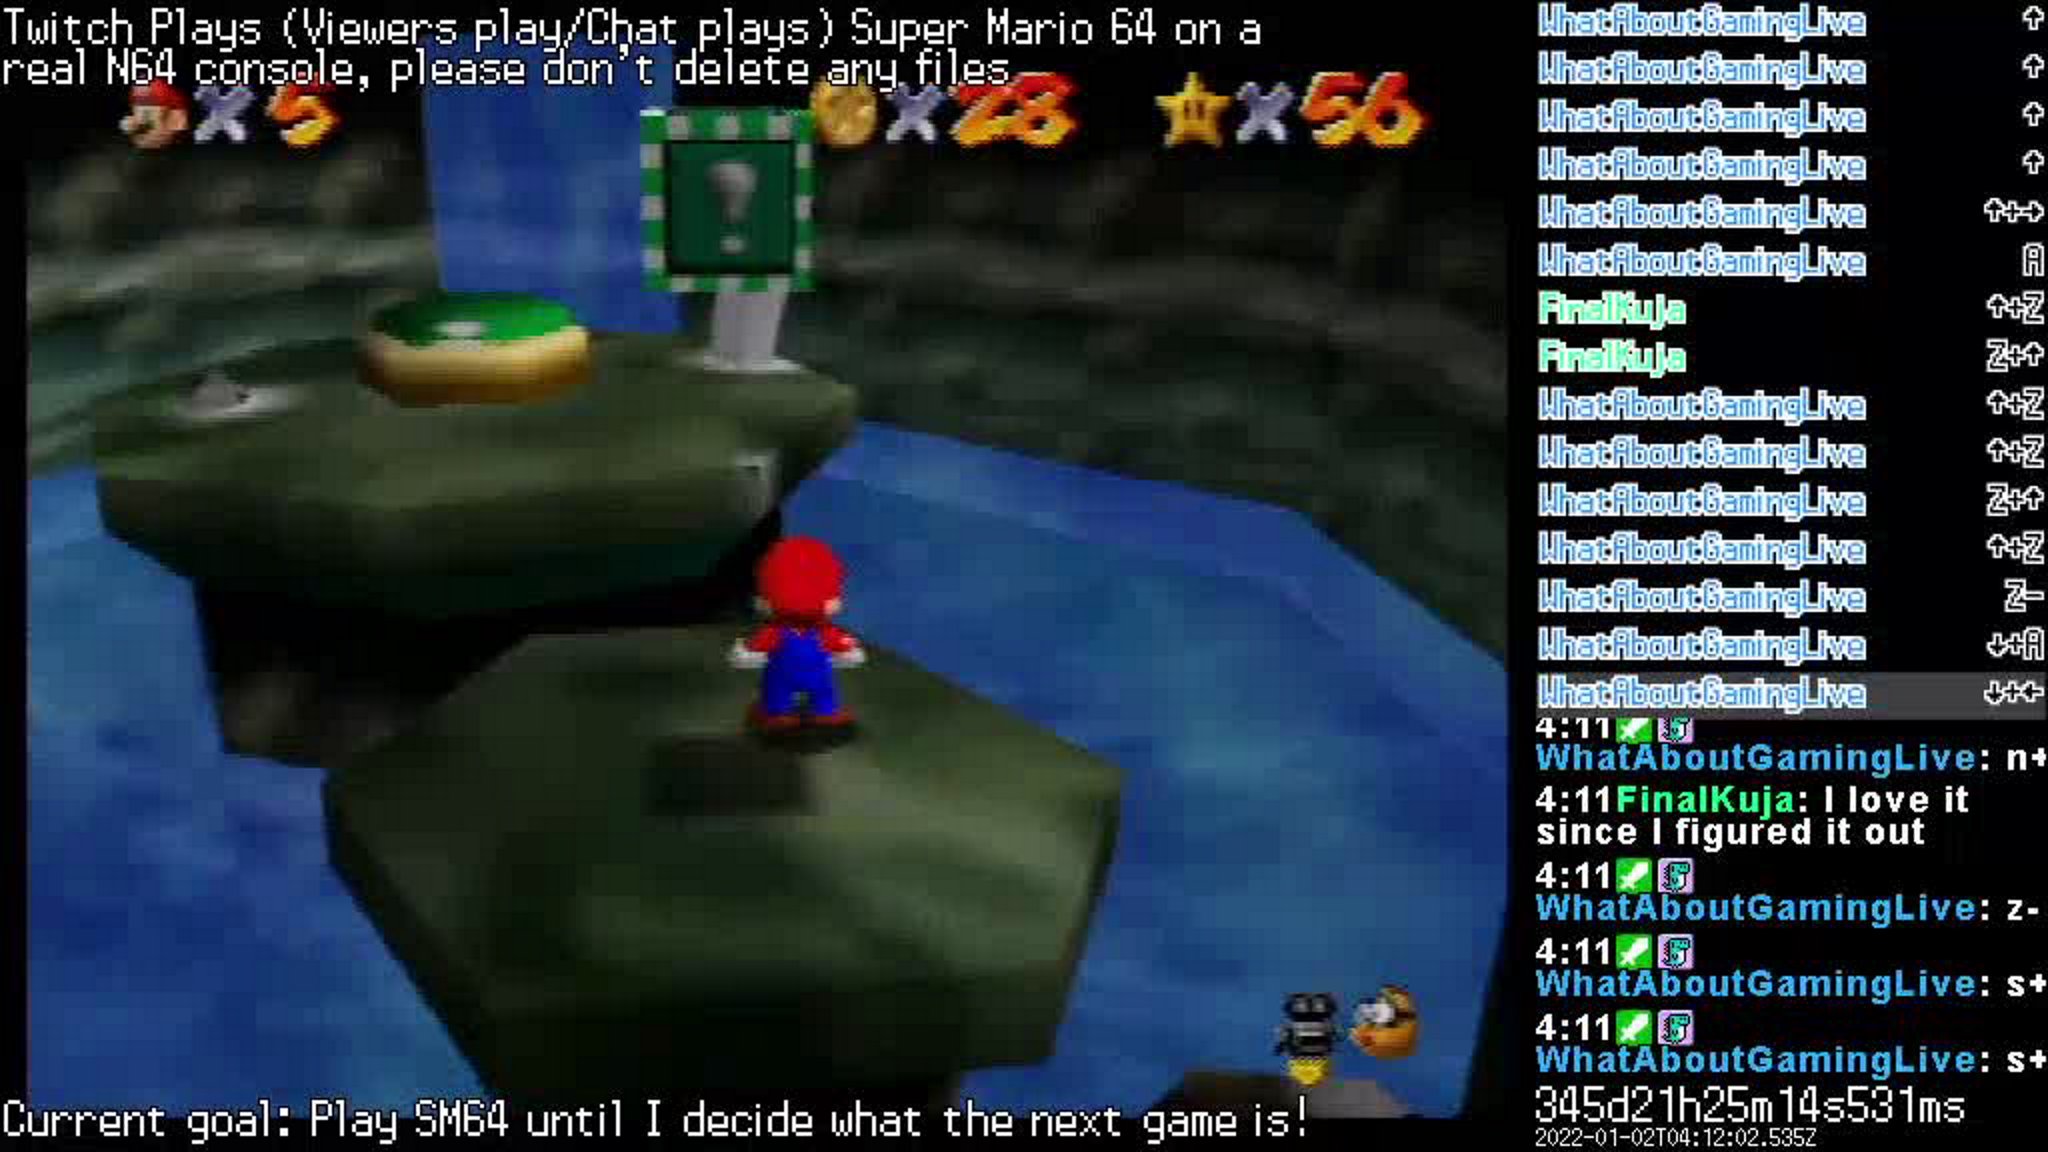 Twitch Plays (Viewers play/Chat plays) Super Mario 64 on a
real N64 console, please don't delete any files
× 5
× 28
× 56
!
WhatAboutGamingLive ↑
WhatAboutGamingLive ↑
WhatAboutGamingLive ↑
WhatAboutGamingLive ↑
WhatAboutGamingLive ↑+→
WhatAboutGamingLive A
FinalKuja ↑+Z
FinalKuja Z+↑
WhatAboutGamingLive ↑+Z
WhatAboutGamingLive ↑+Z
WhatAboutGamingLive Z+↑
WhatAboutGamingLive ↑+Z
WhatAboutGamingLive Z-
WhatAboutGamingLive ↓+A
WhatAboutGamingLive ↓+←
4:11
WhatAboutGamingLive: n+
4:11 FinalKuja: I love it
since I figured it out
4:11
WhatAboutGamingLive: z-
4:11
WhatAboutGamingLive: s+
4:11
WhatAboutGamingLive: s+
345d21h25m14s531ms
2022-01-02T04:12:02.535Z
Current goal: Play SM64 until I decide what the next game is!